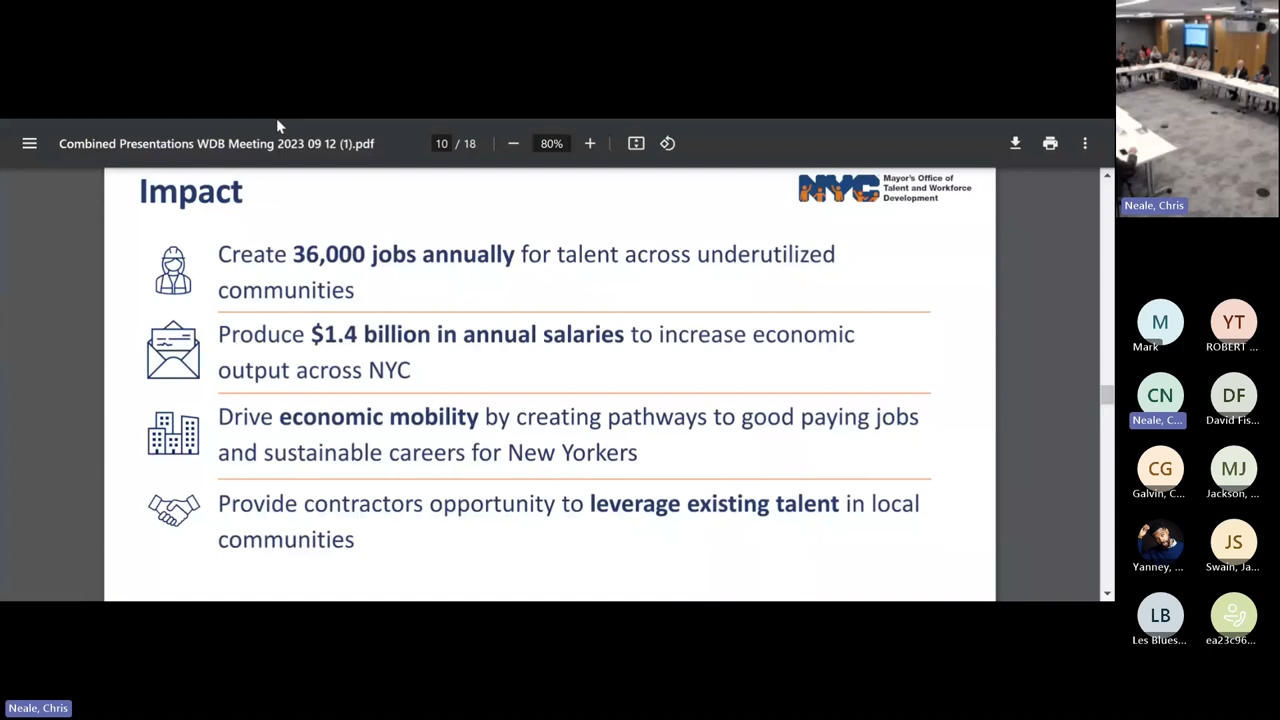 Combined Presentations WDB Meeting 2023 09 12 (1).pdf
10 / 18
80%
Impact
NYC
Mayor's Office of
Talent and Workforce
Development
Create 36,000 jobs annually for talent across underutilized
communities
Produce $1.4 billion in annual salaries to increase economic
output across NYC
Drive economic mobility by creating pathways to good paying jobs
and sustainable careers for New Yorkers
Provide contractors opportunity to leverage existing talent in local
communities
Neale, Chris
M
Mark
YT
ROBERT ...
CN
Neale, C...
DF
David Fis...
CG
Galvin, C...
MJ
Jackson, ...
Yanney, ...
JS
Swain, Ja...
LB
Les Blues...
ea23c96...
Neale, Chris